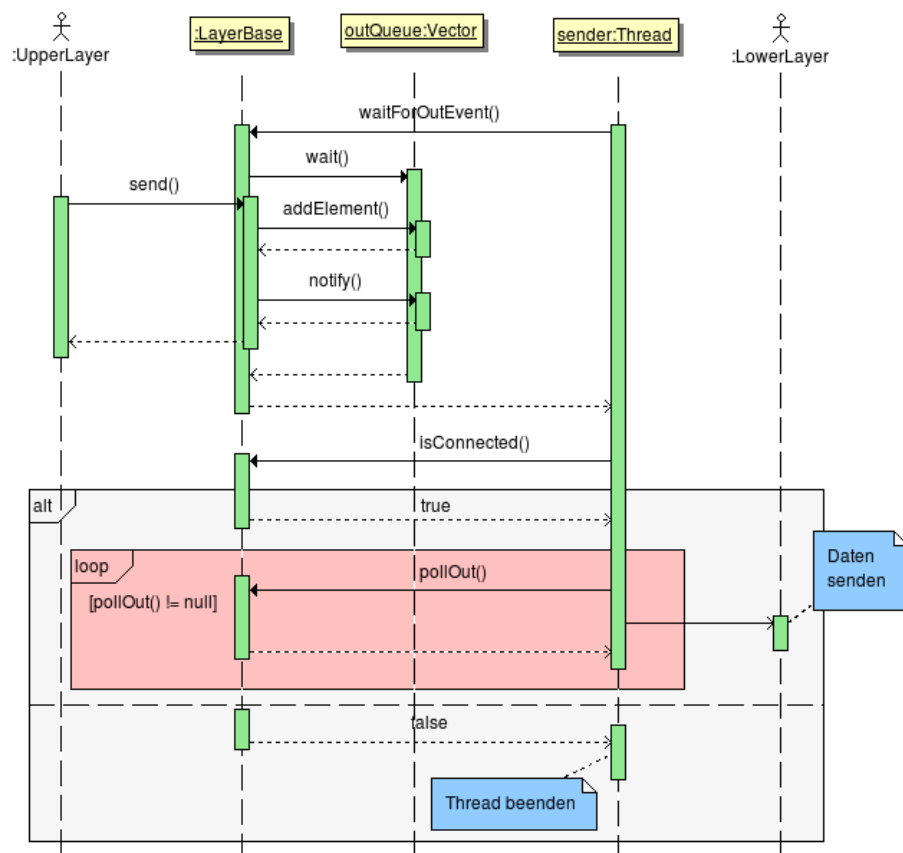 :UpperLayer
:LayerBase
outQueue:Vector
sender:Thread
:LowerLayer
waitForOutEvent()
wait()
send()
addElement()
notify()
isConnected()
alt
true
loop
pollOut()
[pollOut() != null]
Daten
senden
false
Thread beenden